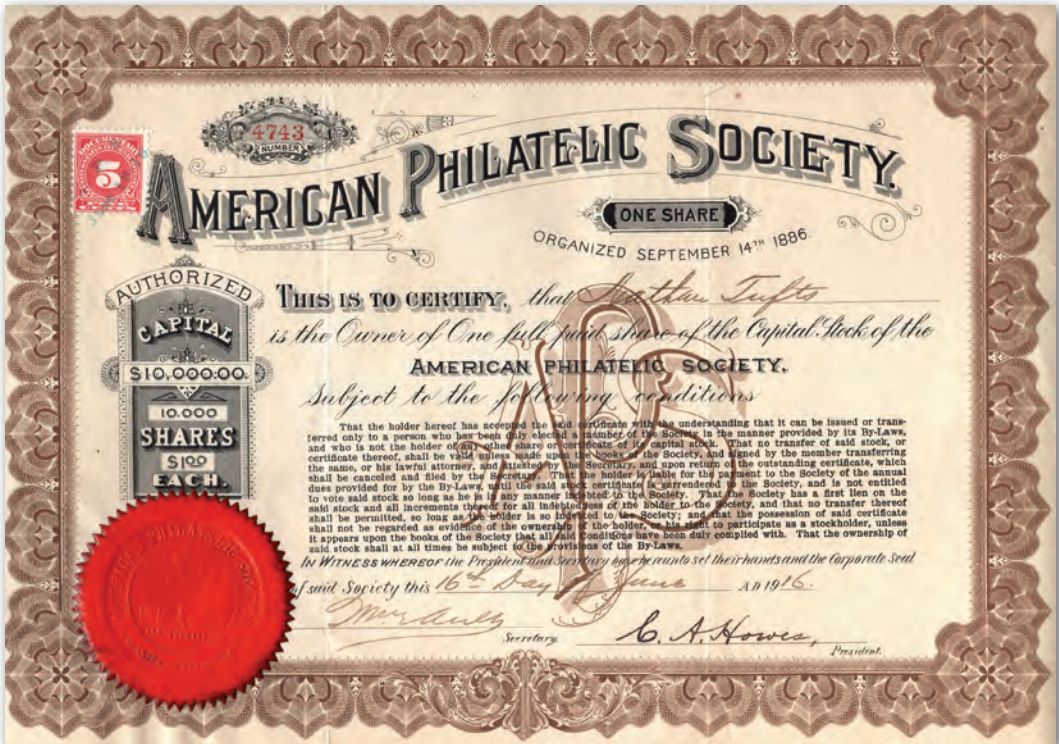 4743
NUMBER
DOCUMENTARY
5
AMERICAN PHILATELIC SOCIETY.
ONE SHARE
ORGANIZED SEPTEMBER 14TH 1886.
AUTHORIZED
CAPITAL
$10,000:00.
10.000
SHARES
$100
EACH.
THIS IS TO CERTIFY, that Nathan Tufts
is the Owner of One full paid share of the Capital Stock of the
AMERICAN PHILATELIC SOCIETY.
Subject to the following conditions
That the holder hereof has accepted the said certificate with the understanding that it can be issued or trans-
ferred only to a person who has been duly elected a member of the Society in the manner provided by its By-Laws,
and who is not the holder of any other share or certificate of its capital stock. That no transfer of said stock, or
certificate thereof, shall be valid unless made upon the books of the Society, and signed by the member transferring
the same, or his lawful attorney, and attested by the Secretary, and upon return of the outstanding certificate, which
shall be canceled and filed by the Secretary. That the holder is liable for the payment to the Society of the annual
dues provided for by By-Laws, until the said stock certificate is surrendered to the Society, and is not entitled
to vote said stock so long as he is in any manner indebted to the Society. That the Society has a first lien on the
said stock and all increments thereof for all indebtedness of the holder to the Society, and that no transfer thereof
shall be permitted, so long as the holder is so indebted to the Society; and that the possession of said certificate
shall not be regarded as evidence of the ownership of the holder, or his right to participate as a stockholder, unless
it appears upon the books of the Society that all said conditions have been duly complied with. That the ownership of
said stock shall at all times be subject to the provisions of the By-Laws.
IN WITNESS WHEREOF the President and Secretary have hereunto set their hands and the Corporate Seal
of said Society this 16th Day of June A.D 1916.
Secretary.
C. A. Howes,
President.
APS